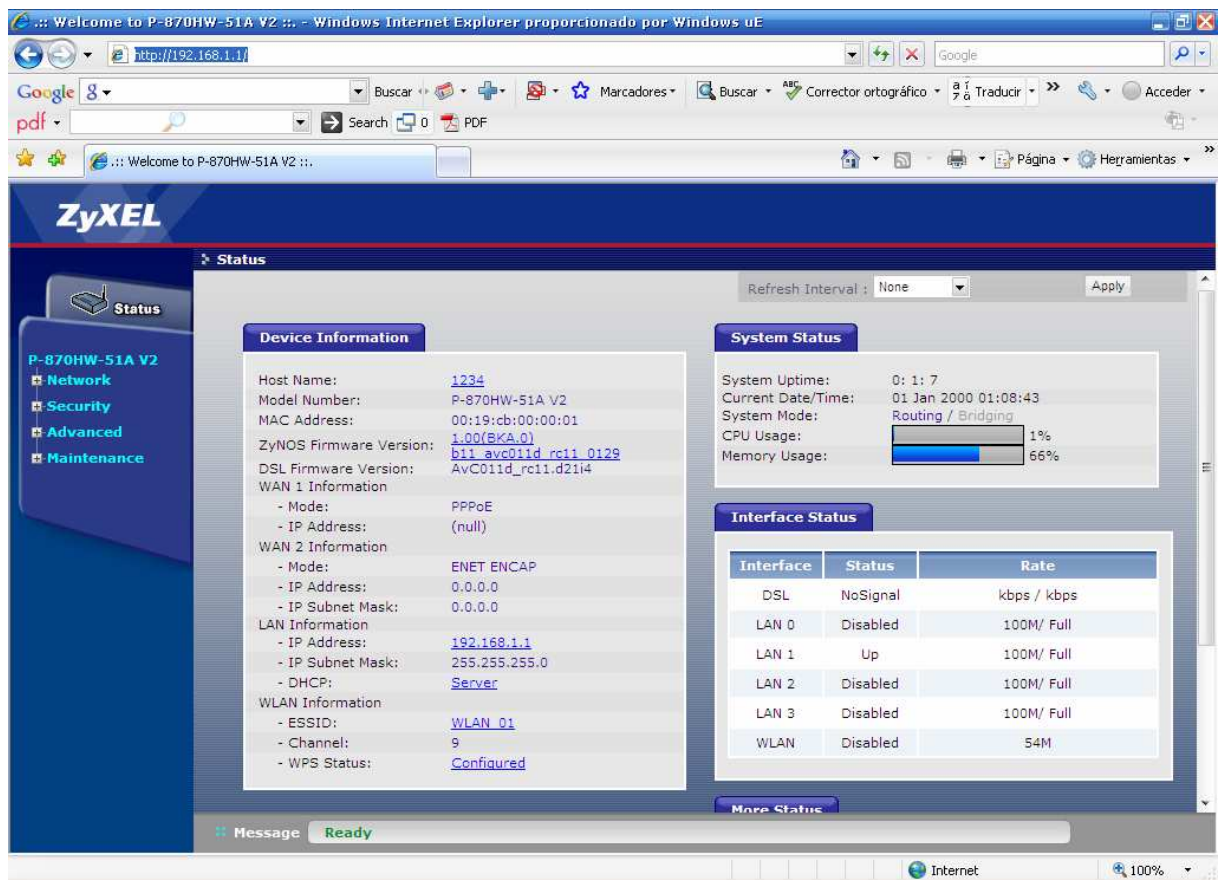 .:: Welcome to P-870HW-51A V2 ::. - Windows Internet Explorer proporcionado por Windows uE
http://192.168.1.1/
Google
Google Buscar Marcadores Buscar Corrector ortográfico Traducir Acceder
pdf Search 0 PDF
.:: Welcome to P-870HW-51A V2 ::. Página Herramientas
ZyXEL
Status
Status
Refresh Interval : None Apply
P-870HW-51A V2
Network
Security
Advanced
Maintenance
Device Information
Host Name: 1234
Model Number: P-870HW-51A V2
MAC Address: 00:19:cb:00:00:01
ZyNOS Firmware Version: 1.00(BKA.0)
b11_avc011d_rc11_0129
DSL Firmware Version: AvC011d_rc11.d21i4
WAN 1 Information
- Mode: PPPoE
- IP Address: (null)
WAN 2 Information
- Mode: ENET ENCAP
- IP Address: 0.0.0.0
- IP Subnet Mask: 0.0.0.0
LAN Information
- IP Address: 192.168.1.1
- IP Subnet Mask: 255.255.255.0
- DHCP: Server
WLAN Information
- ESSID: WLAN_01
- Channel: 9
- WPS Status: Configured
System Status
System Uptime: 0: 1: 7
Current Date/Time: 01 Jan 2000 01:08:43
System Mode: Routing / Bridging
CPU Usage: 1%
Memory Usage: 66%
Interface Status
Interface Status Rate
DSL NoSignal kbps / kbps
LAN 0 Disabled 100M/ Full
LAN 1 Up 100M/ Full
LAN 2 Disabled 100M/ Full
LAN 3 Disabled 100M/ Full
WLAN Disabled 54M
More Status
Message Ready
Internet 100%